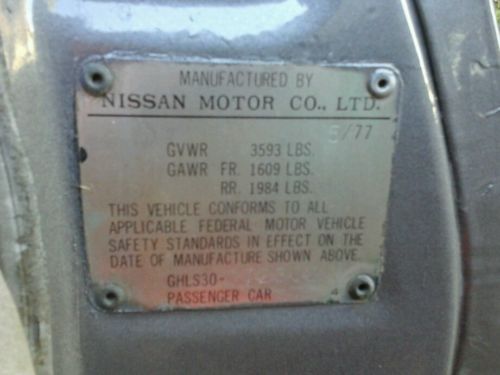 MANUFACTURED BY
NISSAN MOTOR CO., LTD.
5/77
GVWR 3593 LBS.
GAWR FR. 1609 LBS.
RR. 1984 LBS.
THIS VEHICLE CONFORMS TO ALL
APPLICABLE FEDERAL MOTOR VEHICLE
SAFETY STANDARDS IN EFFECT ON THE
DATE OF MANUFACTURE SHOWN ABOVE.
GHLS30-
PASSENGER CAR